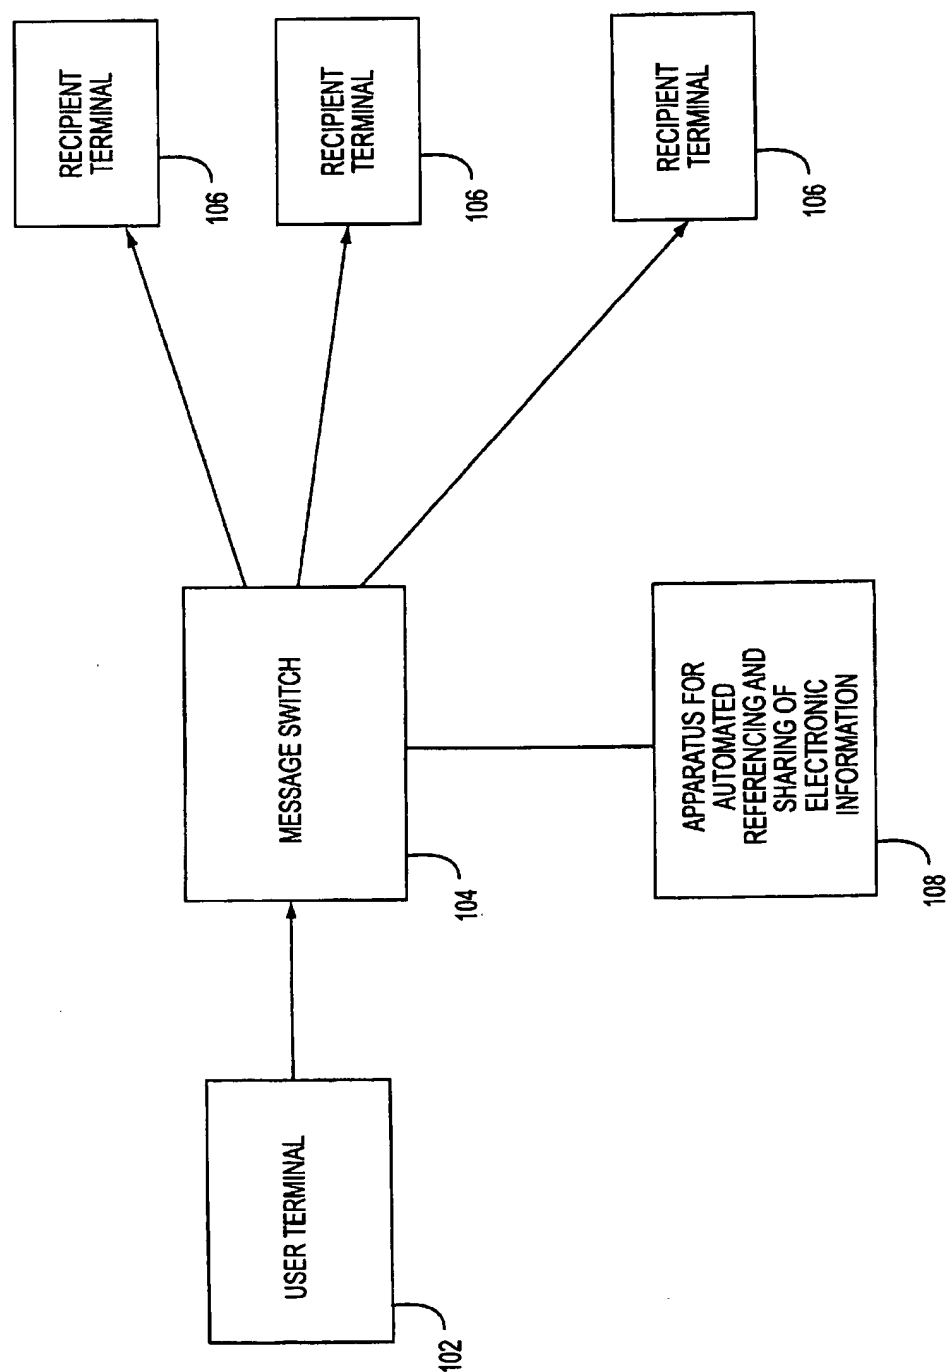 USER TERMINAL
102
MESSAGE SWITCH
104
RECIPIENT
TERMINAL
106
RECIPIENT
TERMINAL
106
RECIPIENT
TERMINAL
106
APPARATUS FOR
AUTOMATED
REFERENCING AND
SHARING OF
ELECTRONIC
INFORMATION
108